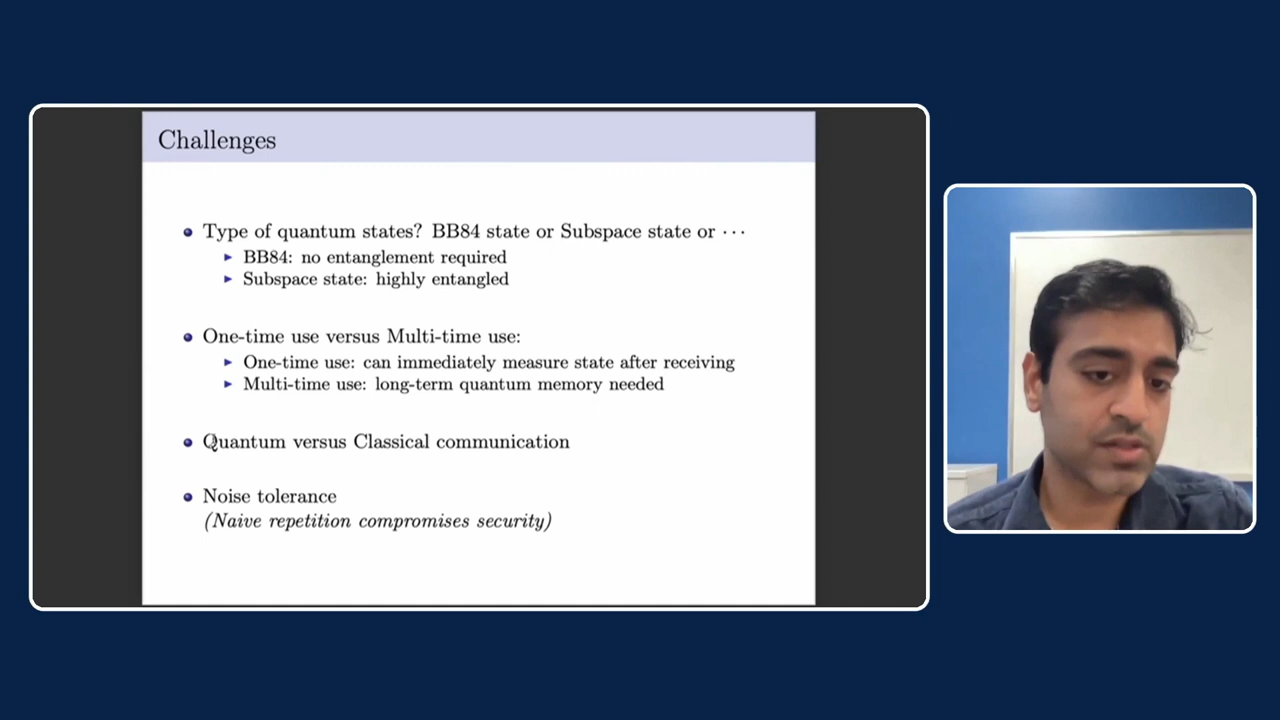 Challenges
Type of quantum states? BB84 state or Subspace state or ···
BB84: no entanglement required
Subspace state: highly entangled
One-time use versus Multi-time use:
One-time use: can immediately measure state after receiving
Multi-time use: long-term quantum memory needed
Quantum versus Classical communication
Noise tolerance
(Naive repetition compromises security)